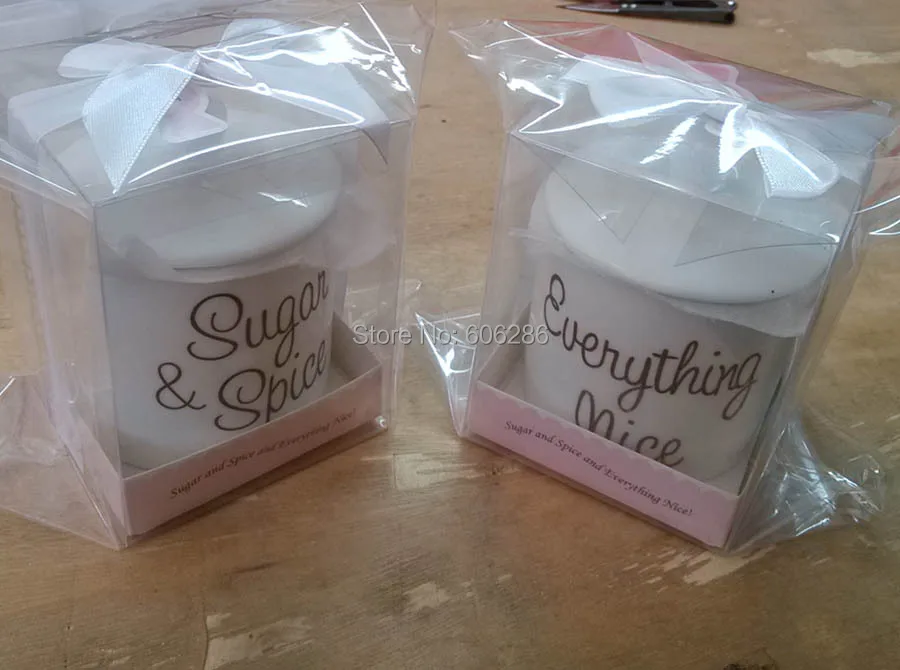 Sugar
& Spice
Sugar and Spice and Everything Nice!
Store No: 606286
Everything
Nice
Sugar and Spice and Everything Nice!